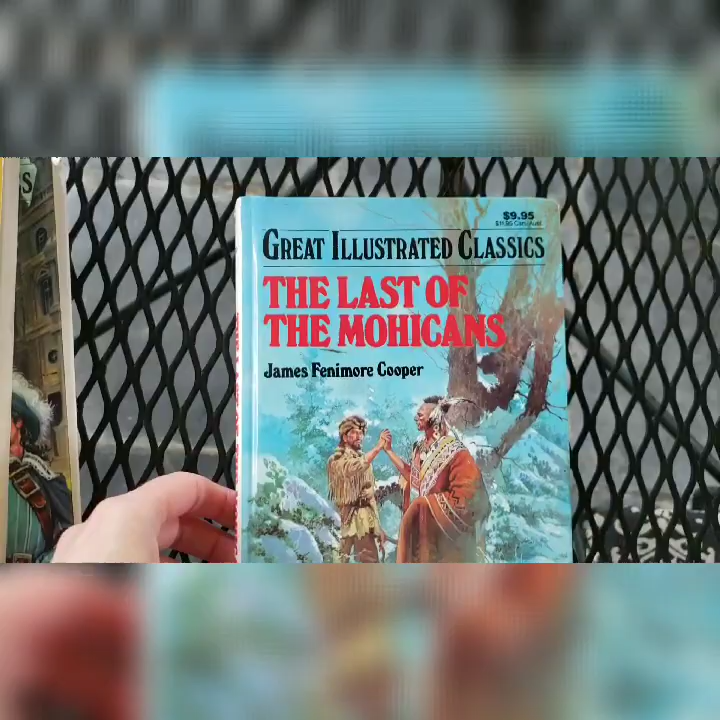 S
$9.95
GREAT ILLUSTRATED CLASSICS
THE LAST OF
THE MOHICANS
James Fenimore Cooper